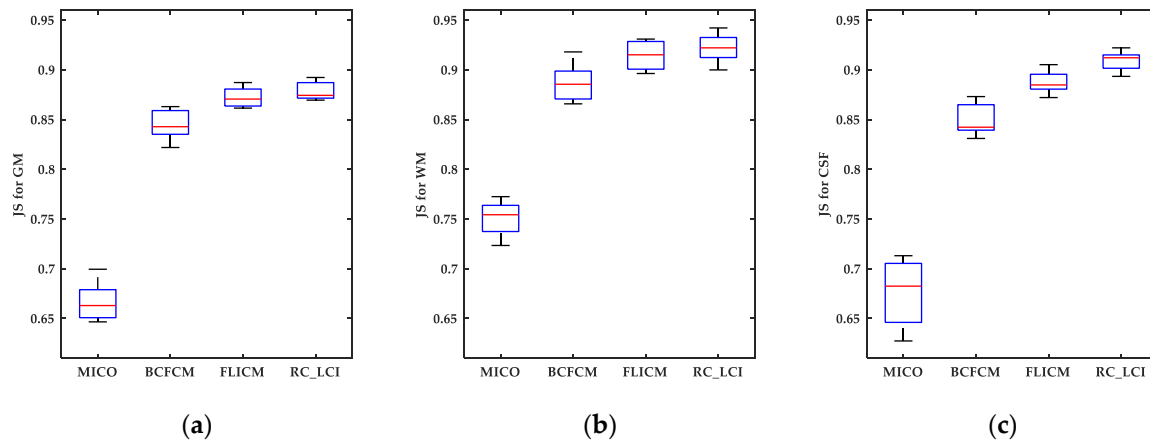 0.95
0.9
0.85
0.8
0.75
0.7
0.65
JS for GM
MICO BCFCM FLICM RC_LCI
(a)
0.95
0.9
0.85
0.8
0.75
0.7
0.65
JS for WM
MICO BCFCM FLICM RC_LCI
(b)
0.95
0.9
0.85
0.8
0.75
0.7
0.65
JS for CSF
MICO BCFCM FLICM RC_LCI
(c)